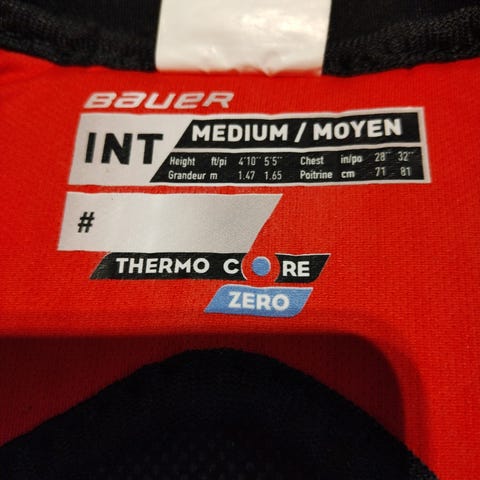 BAUER
INT
MEDIUM / MOYEN
Height ft/pi 4'10" 5'5" Chest in/po 28" 32"
Grandeur m 1.47 1.65 Poitrine cm 71 81
#
THERMO CORE
ZERO